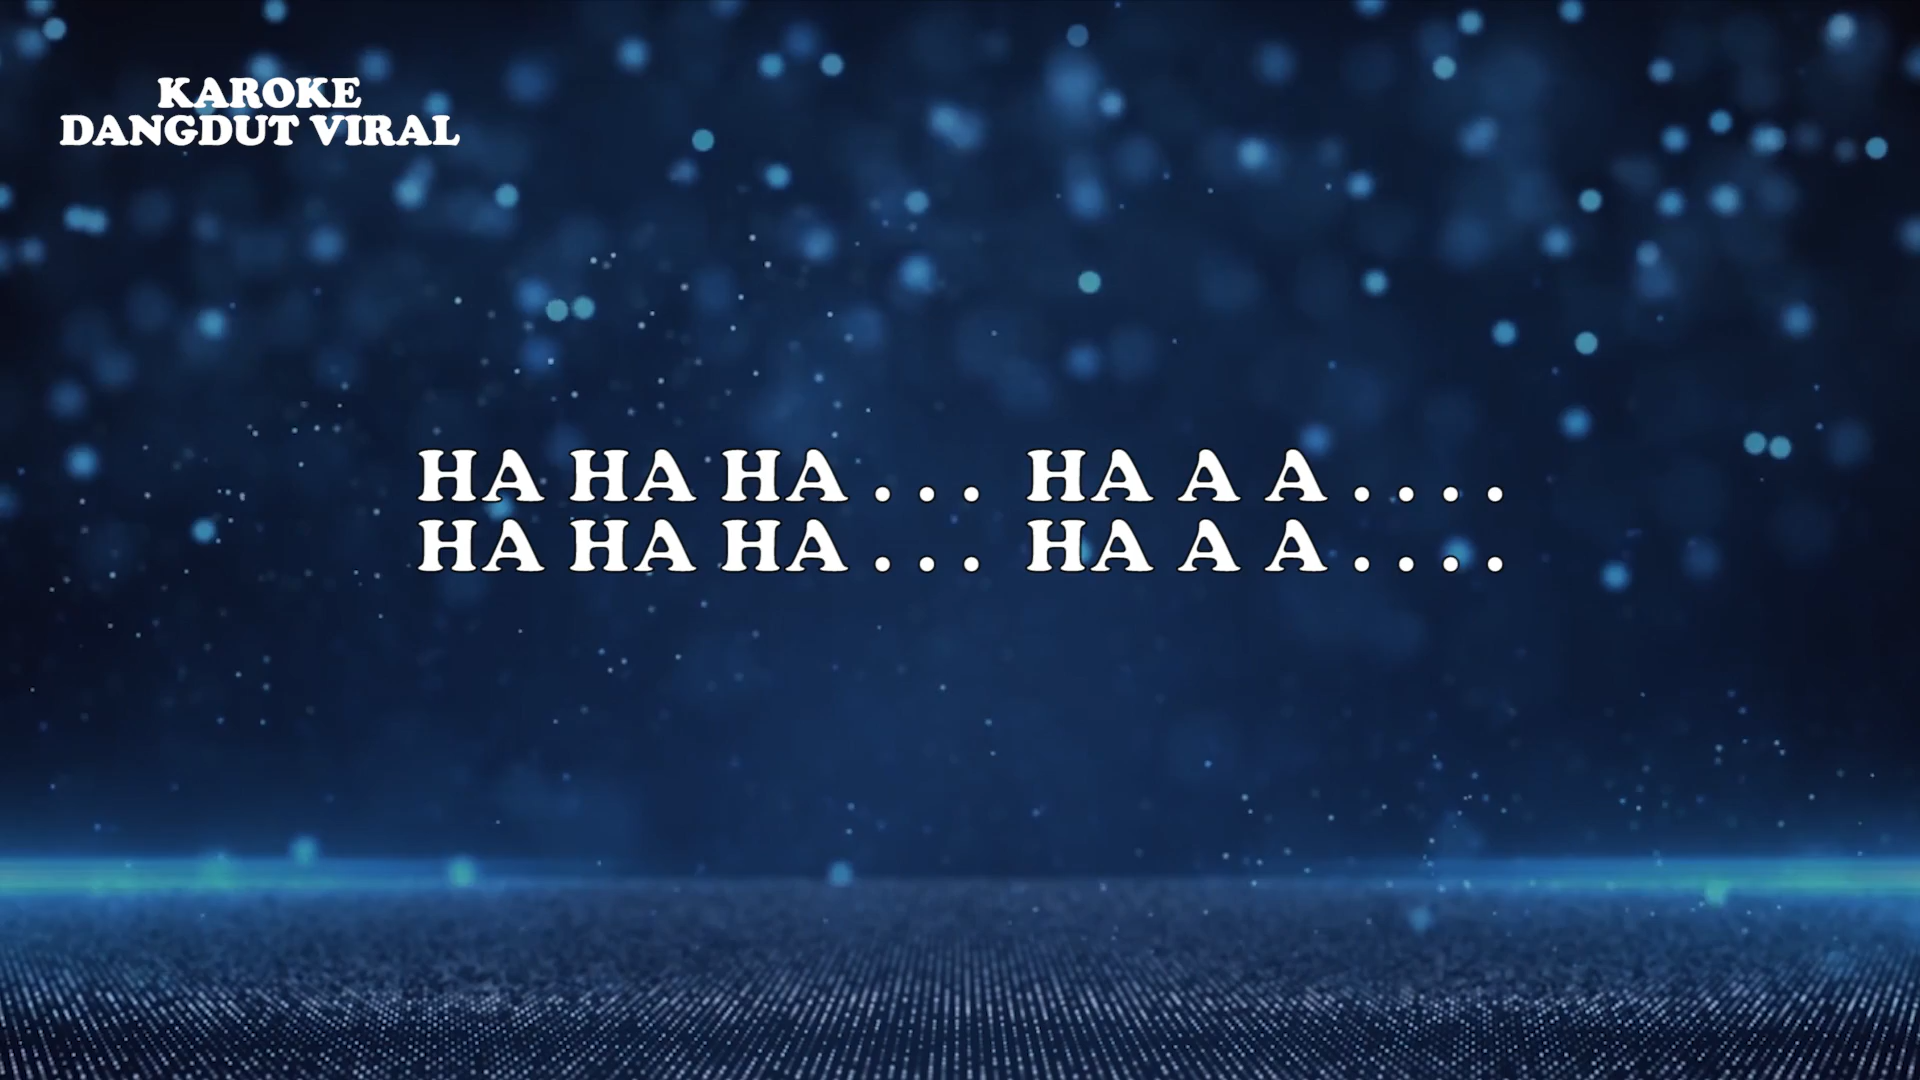 KAROKE
DANGDUT VIRAL
HA HA HA . . .  HA A A . . . .
HA HA HA . . .  HA A A . . . .